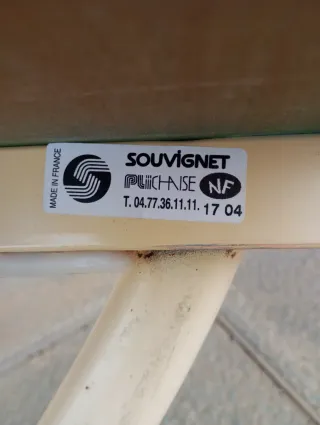 MADE IN FRANCE
SOUVIGNET
PLiiCHAISE NF
T. 04.77.36.11.11. 17 04